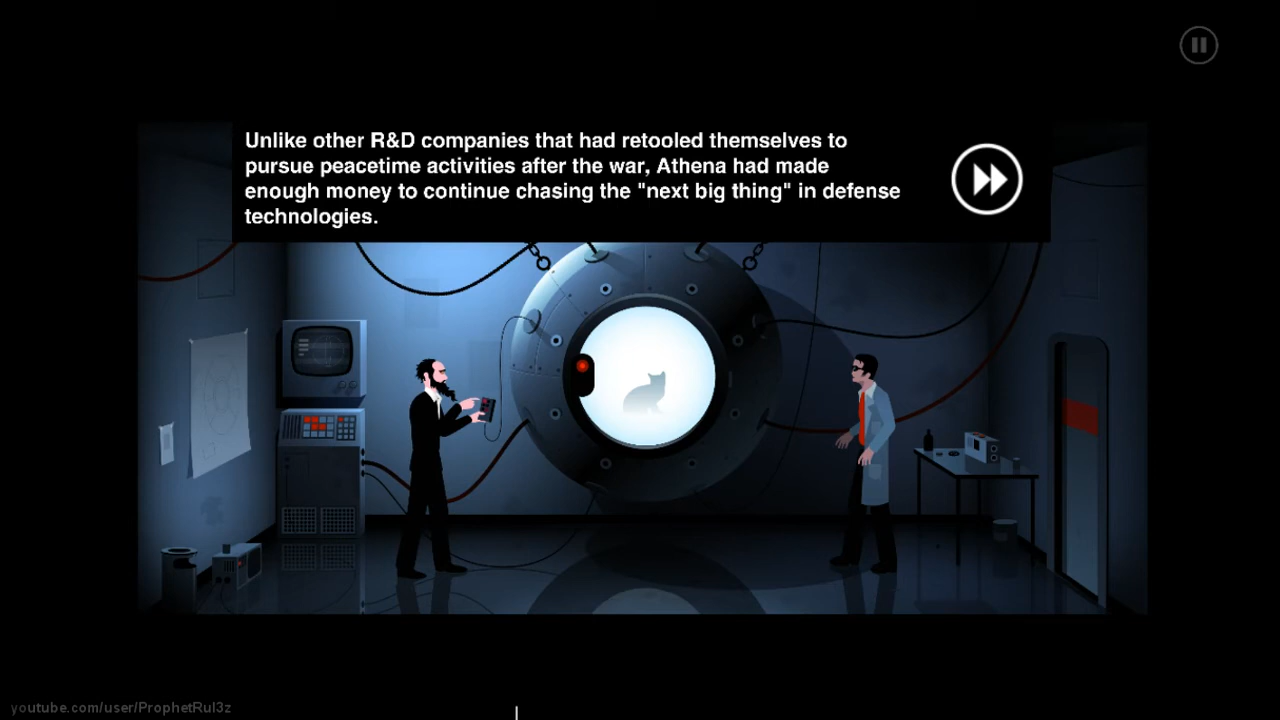 Unlike other R&D companies that had retooled themselves to
pursue peacetime activities after the war, Athena had made
enough money to continue chasing the "next big thing" in defense
technologies.
youtube.com/user/ProphetRul3z